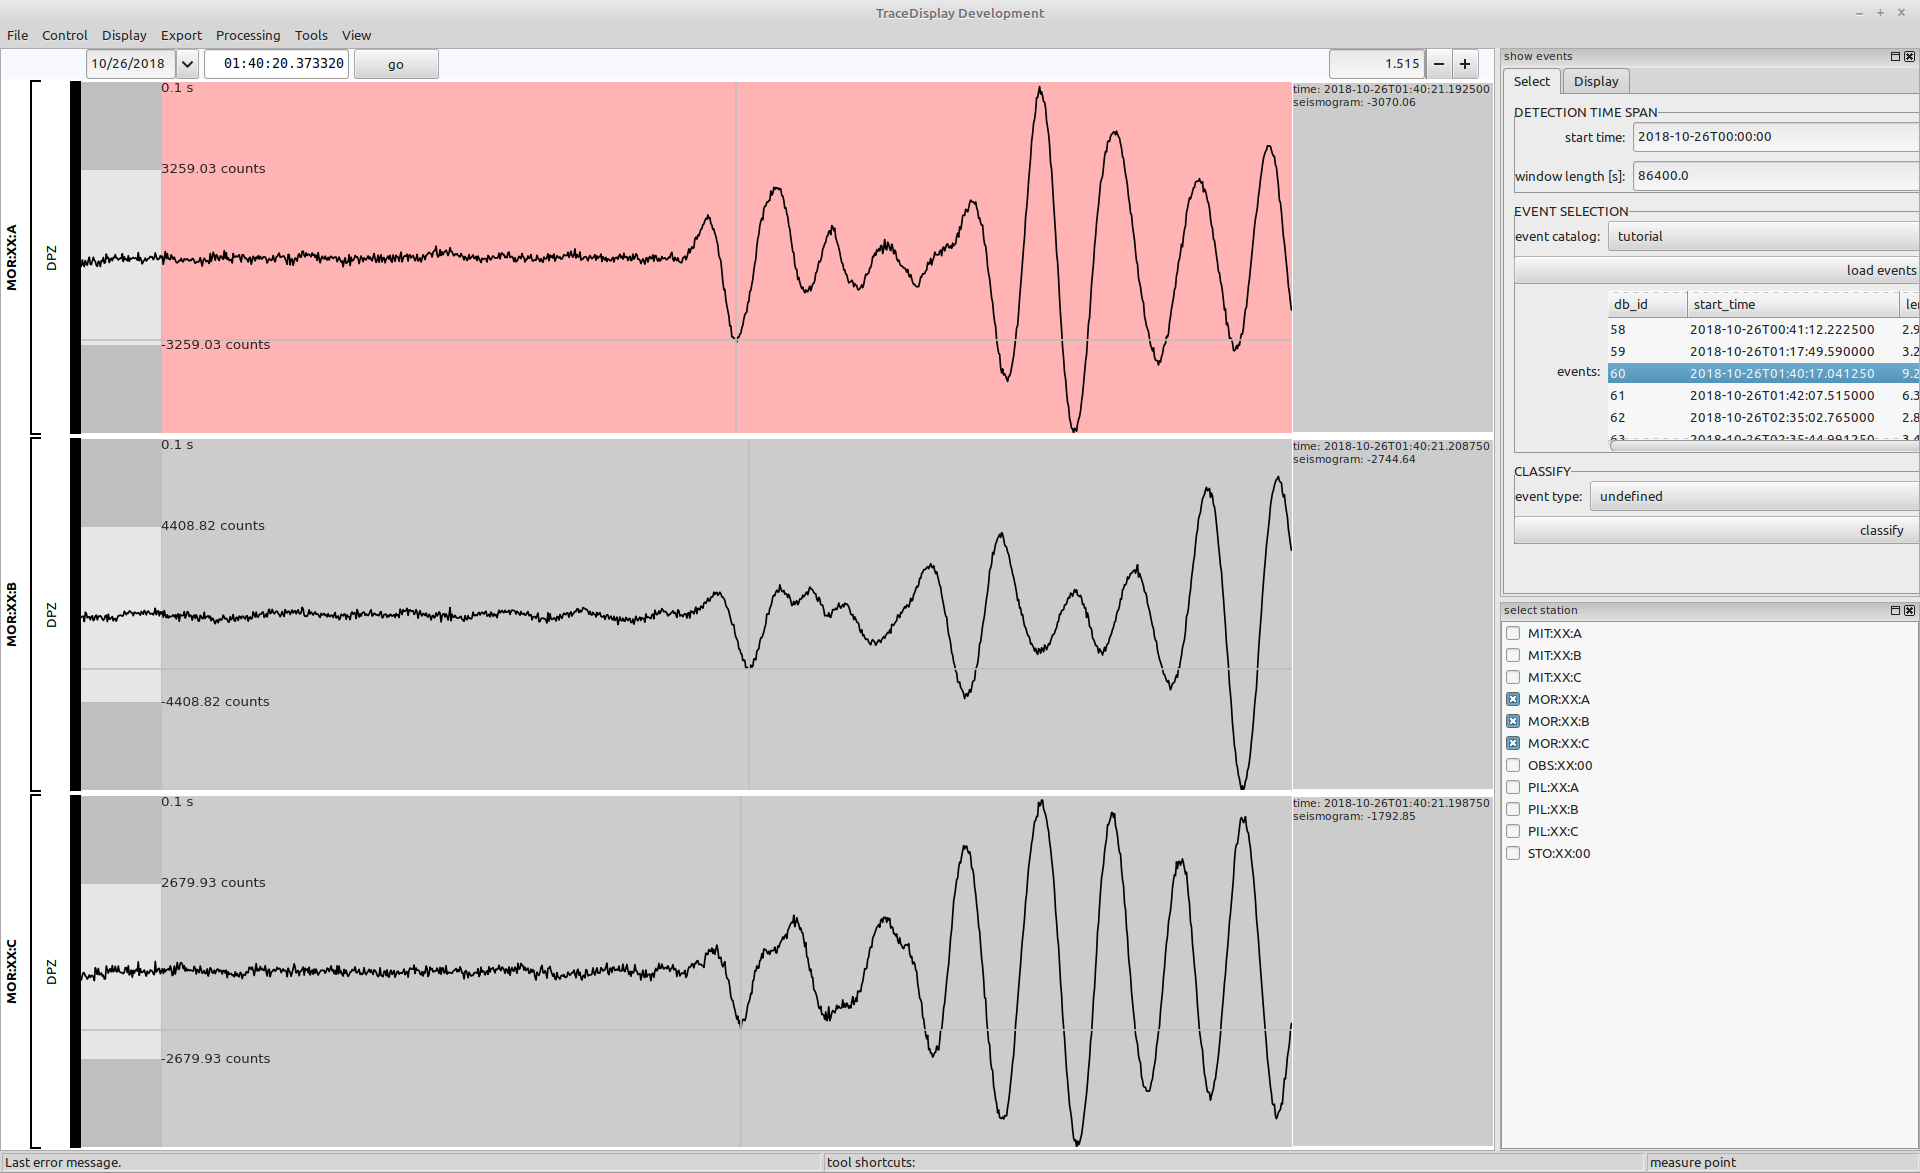 TraceDisplay Development
File Control Display Export Processing Tools View
10/26/2018 01:40:20.373320 go 1.515
MOR:XX:A
DPZ
0.1 s
3259.03 counts
-3259.03 counts
time: 2018-10-26T01:40:21.192500
seismogram: -3070.06
MOR:XX:B
DPZ
0.1 s
4408.82 counts
-4408.82 counts
time: 2018-10-26T01:40:21.208750
seismogram: -2744.64
MOR:XX:C
DPZ
0.1 s
2679.93 counts
-2679.93 counts
time: 2018-10-26T01:40:21.198750
seismogram: -1792.85
show events
Select Display
DETECTION TIME SPAN
start time: 2018-10-26T00:00:00
window length [s]: 86400.0
EVENT SELECTION
event catalog: tutorial
load events
db_id start_time le
58 2018-10-26T00:41:12.222500 2.9
59 2018-10-26T01:17:49.590000 3.2
events:
60 2018-10-26T01:40:17.041250 9.2
61 2018-10-26T01:42:07.515000 6.3
62 2018-10-26T02:35:02.765000 2.8
63 2018-10-26T02:35:44.991250 3.4
CLASSIFY
event type: undefined
classify
select station
MIT:XX:A
MIT:XX:B
MIT:XX:C
MOR:XX:A
MOR:XX:B
MOR:XX:C
OBS:XX:00
PIL:XX:A
PIL:XX:B
PIL:XX:C
STO:XX:00
Last error message. tool shortcuts: measure point